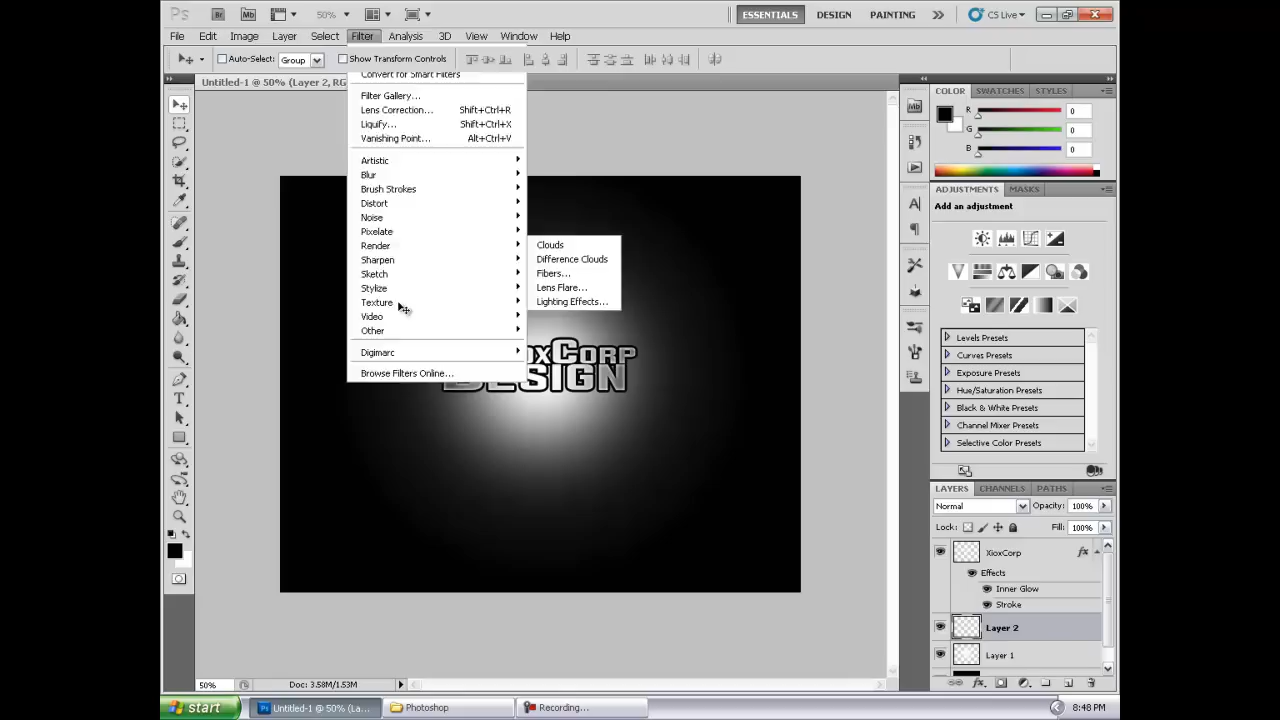 Ps Br Mb 50% ESSENTIALS DESIGN PAINTING CS Live
File Edit Image Layer Select Filter Analysis 3D View Window Help
Auto-Select: Group Show Transform Controls
Untitled-1 @ 50% (Layer 2, RG
Convert for Smart Filters
Filter Gallery...
Lens Correction... Shift+Ctrl+R
Liquify... Shift+Ctrl+X
Vanishing Point... Alt+Ctrl+V
Artistic
Blur
Brush Strokes
Distort
Noise
Pixelate
Render
Sharpen
Sketch
Stylize
Texture
Video
Other
Digimarc
Browse Filters Online...
Clouds
Difference Clouds
Fibers...
Lens Flare...
Lighting Effects...
oxCorp
DESIGN
Mb
COLOR SWATCHES STYLES
R 0
G 0
B 0
ADJUSTMENTS MASKS
Add an adjustment
Levels Presets
Curves Presets
Exposure Presets
Hue/Saturation Presets
Black & White Presets
Channel Mixer Presets
Selective Color Presets
LAYERS CHANNELS PATHS
Normal Opacity: 100%
Lock: Fill: 100%
XioxCorp fx
Effects
Inner Glow
Stroke
Layer 2
Layer 1
50% Doc: 3.58M/1.53M
start Untitled-1 @ 50% (La... Photoshop Recording... 8:48 PM